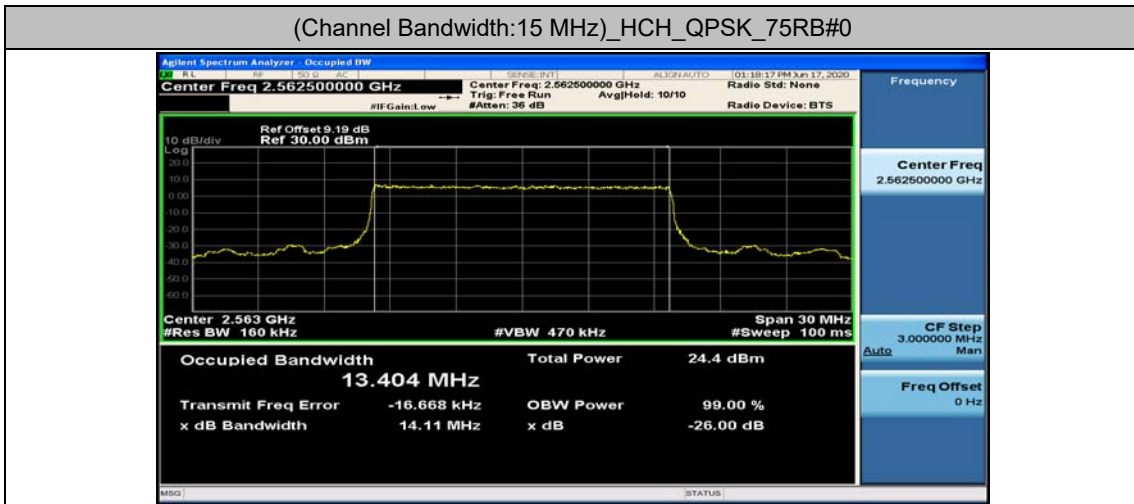 (Channel Bandwidth:15 MHz)_HCH_QPSK_75RB#0
Agilent Spectrum Analyzer - Occupied BW
LXI RL RF 50 Ω AC SENSE:INT ALIGN AUTO 01:18:17 PM Jun 17, 2020
Center Freq 2.562500000 GHz Center Freq: 2.562500000 GHz Radio Std: None
Trig: Free Run Avg|Hold: 10/10
#IFGain:Low #Atten: 36 dB Radio Device: BTS
Ref Offset 9.19 dB
10 dB/div Ref 30.00 dBm
Log
20.0
10.0
0.00
-10.0
-20.0
-30.0
-40.0
-50.0
-60.0
Center 2.563 GHz Span 30 MHz
#Res BW 160 kHz #VBW 470 kHz #Sweep 100 ms
Occupied Bandwidth Total Power 24.4 dBm
13.404 MHz
Transmit Freq Error -16.668 kHz OBW Power 99.00 %
x dB Bandwidth 14.11 MHz x dB -26.00 dB
MSG STATUS
Frequency
Center Freq
2.562500000 GHz
CF Step
3.000000 MHz
Auto Man
Freq Offset
0 Hz